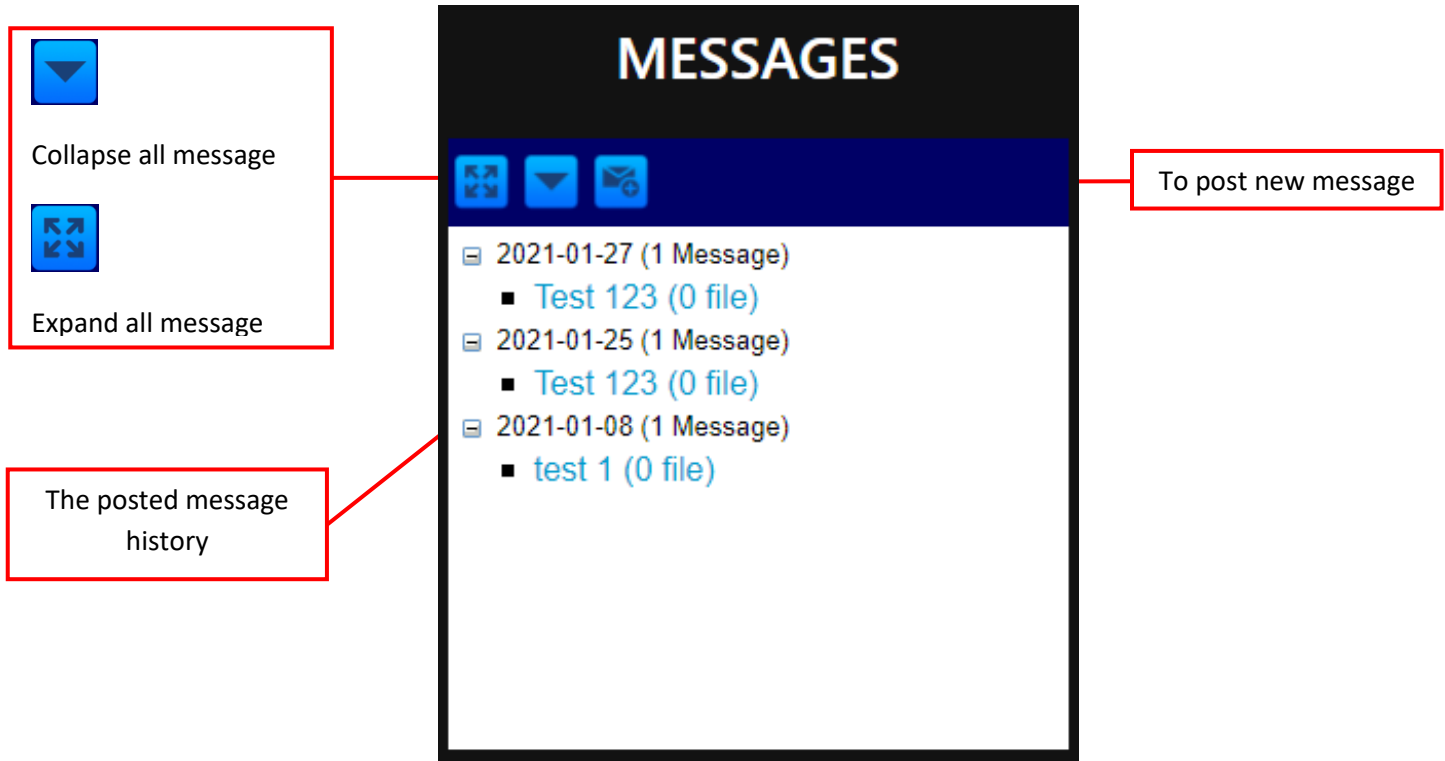 Collapse all message
Expand all message
The posted message
history
MESSAGES
2021-01-27 (1 Message)
Test 123 (0 file)
2021-01-25 (1 Message)
Test 123 (0 file)
2021-01-08 (1 Message)
test 1 (0 file)
To post new message